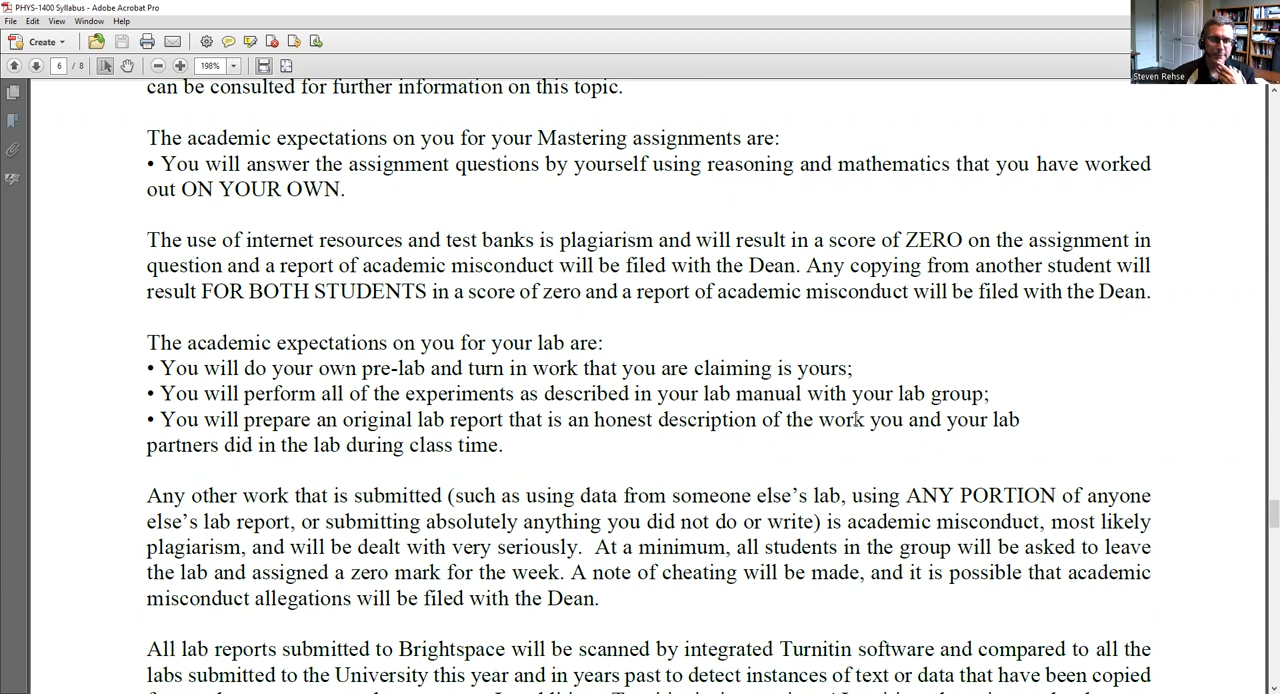 PHYS-1400 Syllabus - Adobe Acrobat Pro
File Edit View Window Help
Create
6 / 8 198%
Steven Rehse
can be consulted for further information on this topic.
The academic expectations on you for your Mastering assignments are:
• You will answer the assignment questions by yourself using reasoning and mathematics that you have worked
out ON YOUR OWN.
The use of internet resources and test banks is plagiarism and will result in a score of ZERO on the assignment in
question and a report of academic misconduct will be filed with the Dean. Any copying from another student will
result FOR BOTH STUDENTS in a score of zero and a report of academic misconduct will be filed with the Dean.
The academic expectations on you for your lab are:
• You will do your own pre-lab and turn in work that you are claiming is yours;
• You will perform all of the experiments as described in your lab manual with your lab group;
• You will prepare an original lab report that is an honest description of the work you and your lab
partners did in the lab during class time.
Any other work that is submitted (such as using data from someone else’s lab, using ANY PORTION of anyone
else’s lab report, or submitting absolutely anything you did not do or write) is academic misconduct, most likely
plagiarism, and will be dealt with very seriously.  At a minimum, all students in the group will be asked to leave
the lab and assigned a zero mark for the week. A note of cheating will be made, and it is possible that academic
misconduct allegations will be filed with the Dean.
All lab reports submitted to Brightspace will be scanned by integrated Turnitin software and compared to all the
labs submitted to the University this year and in years past to detect instances of text or data that have been copied